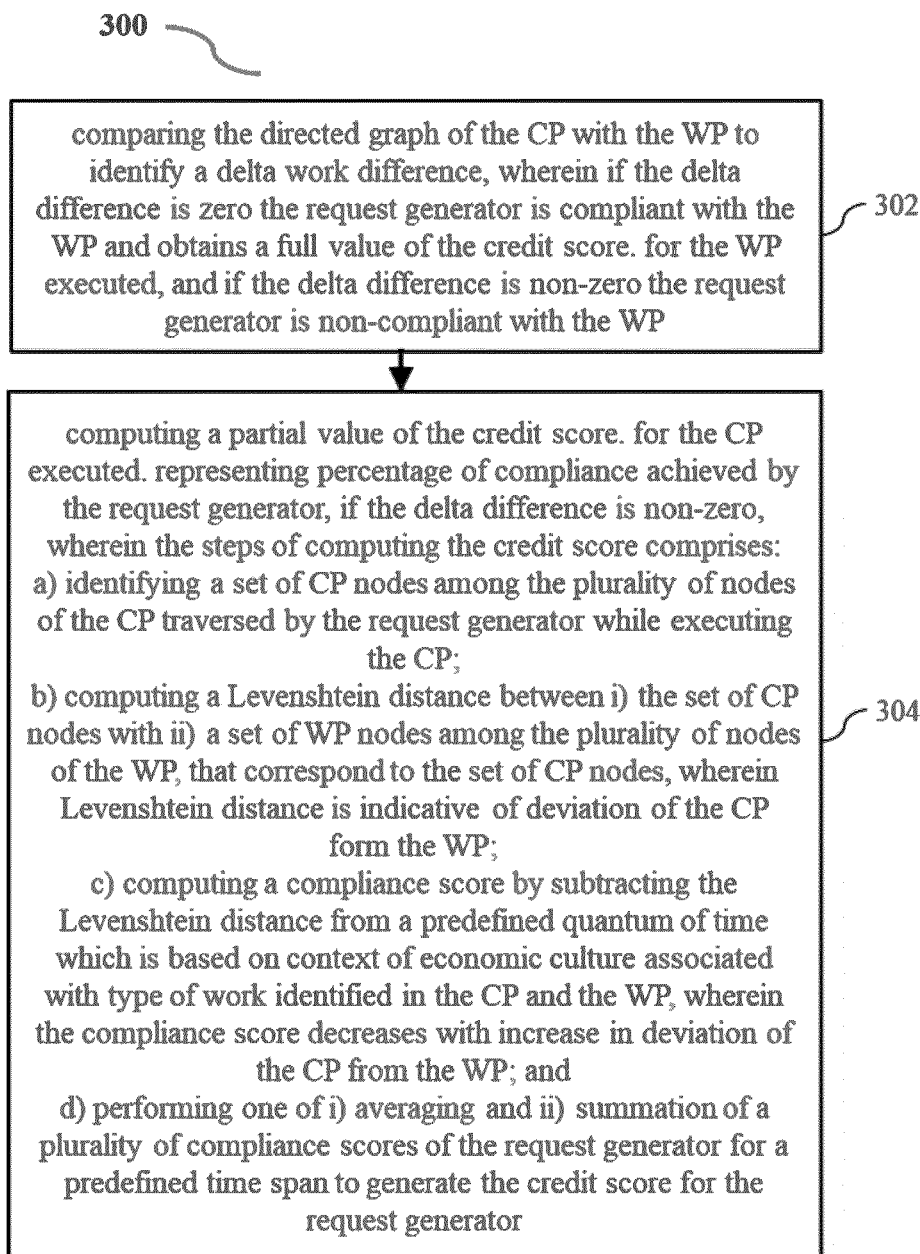 300
comparing the directed graph of the CP with the WP to
identify a delta work difference, wherein if the delta
difference is zero the request generator is compliant with the
WP and obtains a full value of the credit score. for the WP
executed, and if the delta difference is non-zero the request
generator is non-compliant with the WP
302
computing a partial value of the credit score. for the CP
executed. representing percentage of compliance achieved by
the request generator, if the delta difference is non-zero,
wherein the steps of computing the credit score comprises:
a) identifying a set of CP nodes among the plurality of nodes
of the CP traversed by the request generator while executing
the CP;
b) computing a Levenshtein distance between i) the set of CP
nodes with ii) a set of WP nodes among the plurality of nodes
of the WP, that correspond to the set of CP nodes, wherein
Levenshtein distance is indicative of deviation of the CP
form the WP;
c) computing a compliance score by subtracting the
Levenshtein distance from a predefined quantum of time
which is based on context of economic culture associated
with type of work identified in the CP and the WP, wherein
the compliance score decreases with increase in deviation of
the CP from the WP; and
d) performing one of i) averaging and ii) summation of a
plurality of compliance scores of the request generator for a
predefined time span to generate the credit score for the
request generator
304